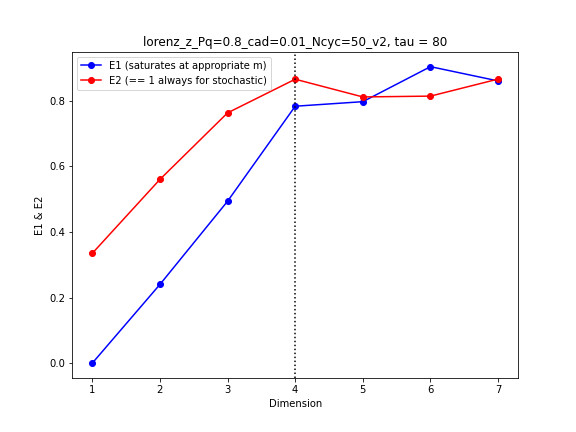 lorenz_z_Pq=0.8_cad=0.01_Ncyc=50_v2, tau = 80
E1 (saturates at appropriate m)
E2 (== 1 always for stochastic)
0.8
0.6
0.4
0.2
0.0
E1 & E2
1 2 3 4 5 6 7
Dimension